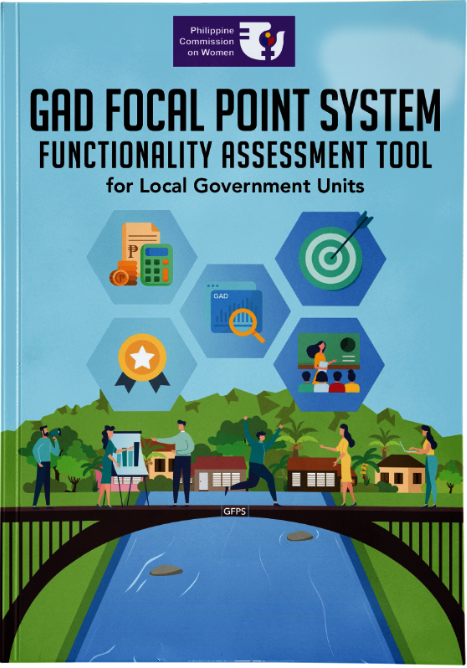 Philippine
Commission
on Women
GAD FOCAL POINT SYSTEM
FUNCTIONALITY ASSESSMENT TOOL
for Local Government Units
₱
GAD
GFPS